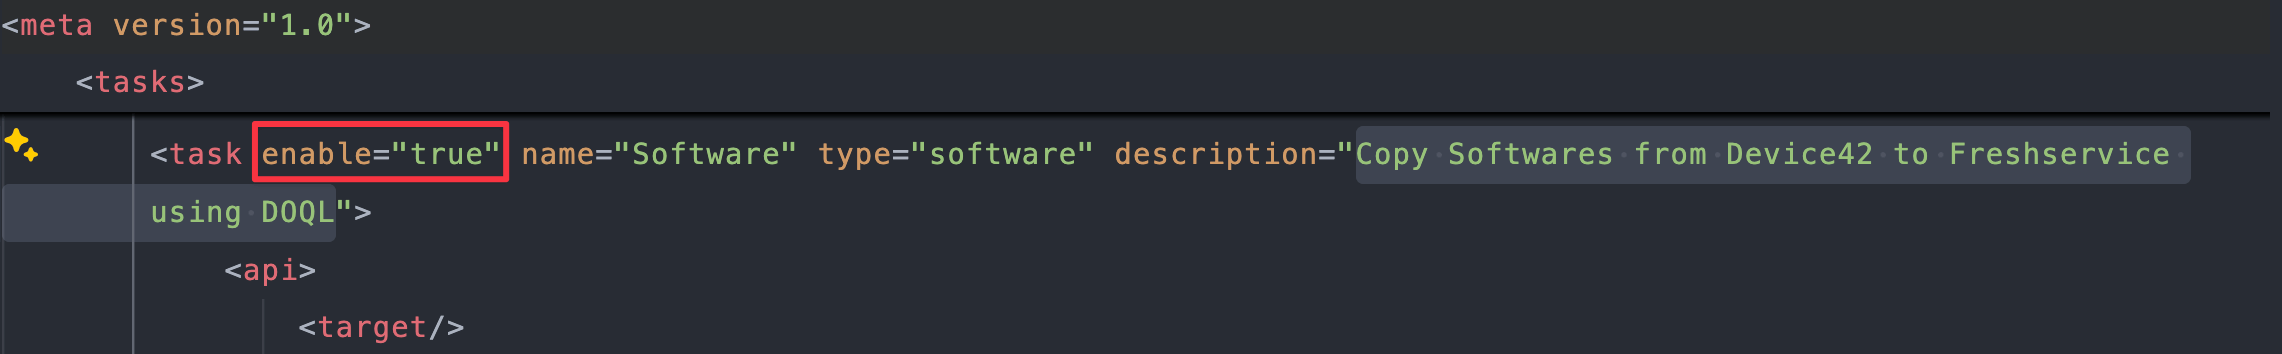 <meta version="1.0">
<tasks>
<task enable="true" name="Software" type="software" description="Copy Softwares from Device42 to Freshservice
using DOQL">
<api>
<target/>